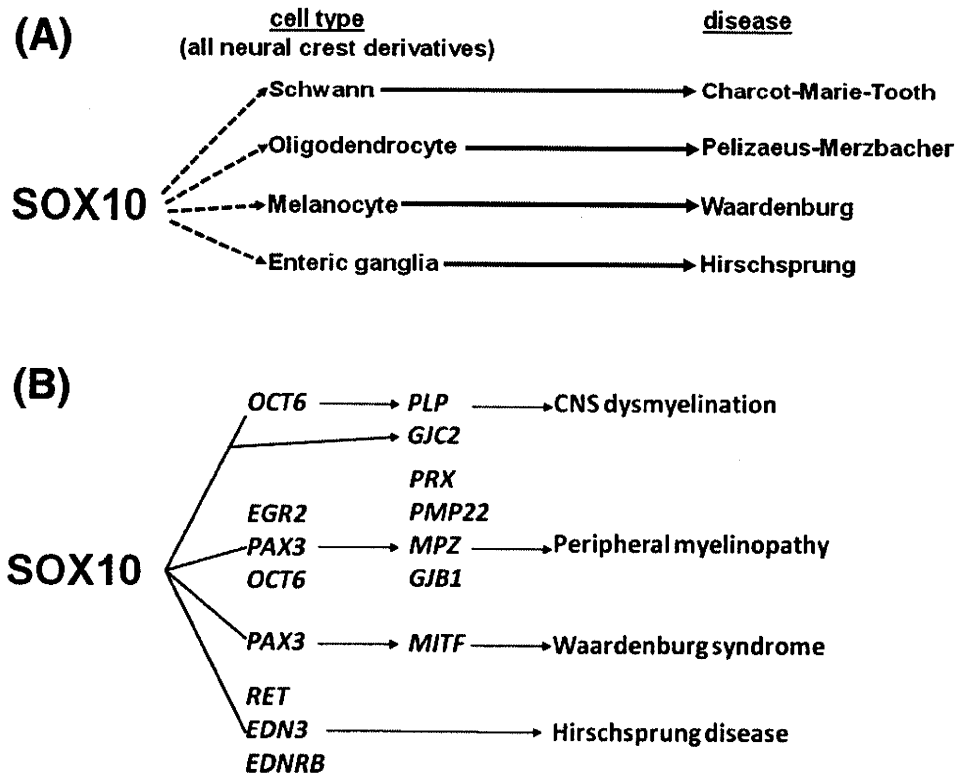 (A)
cell type
(all neural crest derivatives)
disease
Schwann
Charcot-Marie-Tooth
Oligodendrocyte
Pelizaeus-Merzbacher
SOX10
Melanocyte
Waardenburg
Enteric ganglia
Hirschsprung
(B)
OCT6
PLP
CNS dysmyelination
GJC2
PRX
EGR2
PMP22
SOX10
PAX3
MPZ
Peripheral myelinopathy
OCT6
GJB1
PAX3
MITF
Waardenburg syndrome
RET
EDN3
Hirschsprung disease
EDNRB